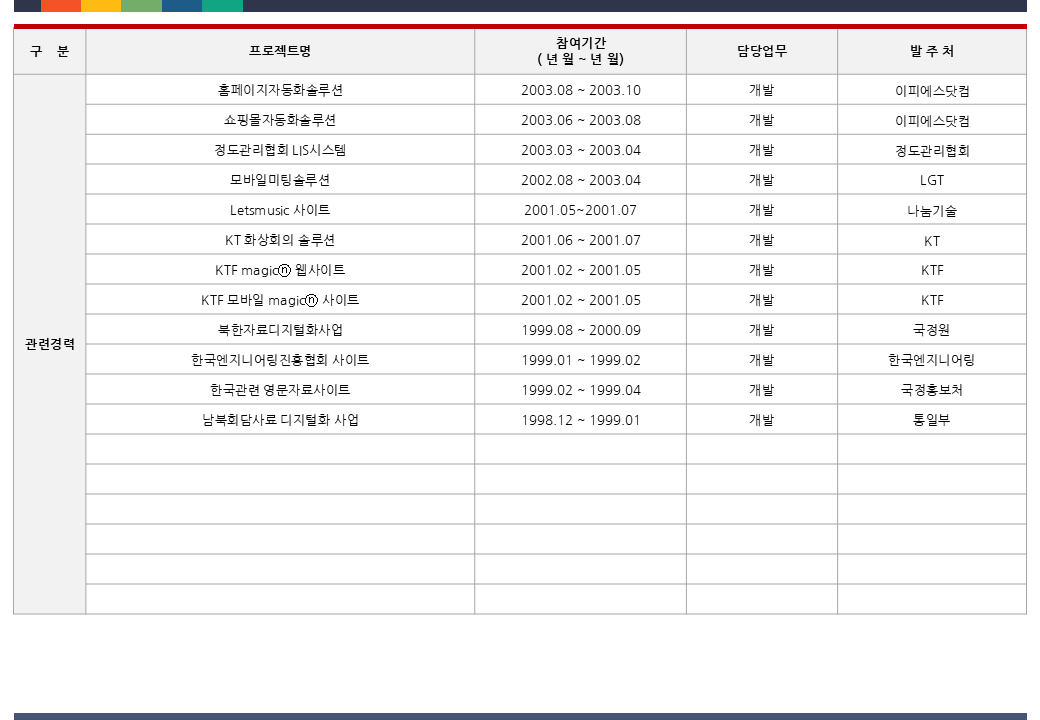 구 분 프로젝트명 참여기간 담당업무 발 주 처
( 년 월 ~ 년 월)
홈페이지자동화솔루션 2003.08 ~ 2003.10 개발 이피에스닷컴
쇼핑몰자동화솔루션 2003.06 ~ 2003.08 개발 이피에스닷컴
정도관리협회 LIS시스템 2003.03 ~ 2003.04 개발 정도관리협회
모바일미팅솔루션 2002.08 ~ 2003.04 개발 LGT
Letsmusic 사이트 2001.05~2001.07 개발 나눔기술
KT 화상회의 솔루션 2001.06 ~ 2001.07 개발 KT
KTF magicⓝ 웹사이트 2001.02 ~ 2001.05 개발 KTF
KTF 모바일 magicⓝ 사이트 2001.02 ~ 2001.05 개발 KTF
북한자료디지털화사업 1999.08 ~ 2000.09 개발 국정원
관련경력
한국엔지니어링진흥협회 사이트 1999.01 ~ 1999.02 개발 한국엔지니어링
한국관련 영문자료사이트 1999.02 ~ 1999.04 개발 국정홍보처
남북회담사료 디지털화 사업 1998.12 ~ 1999.01 개발 통일부